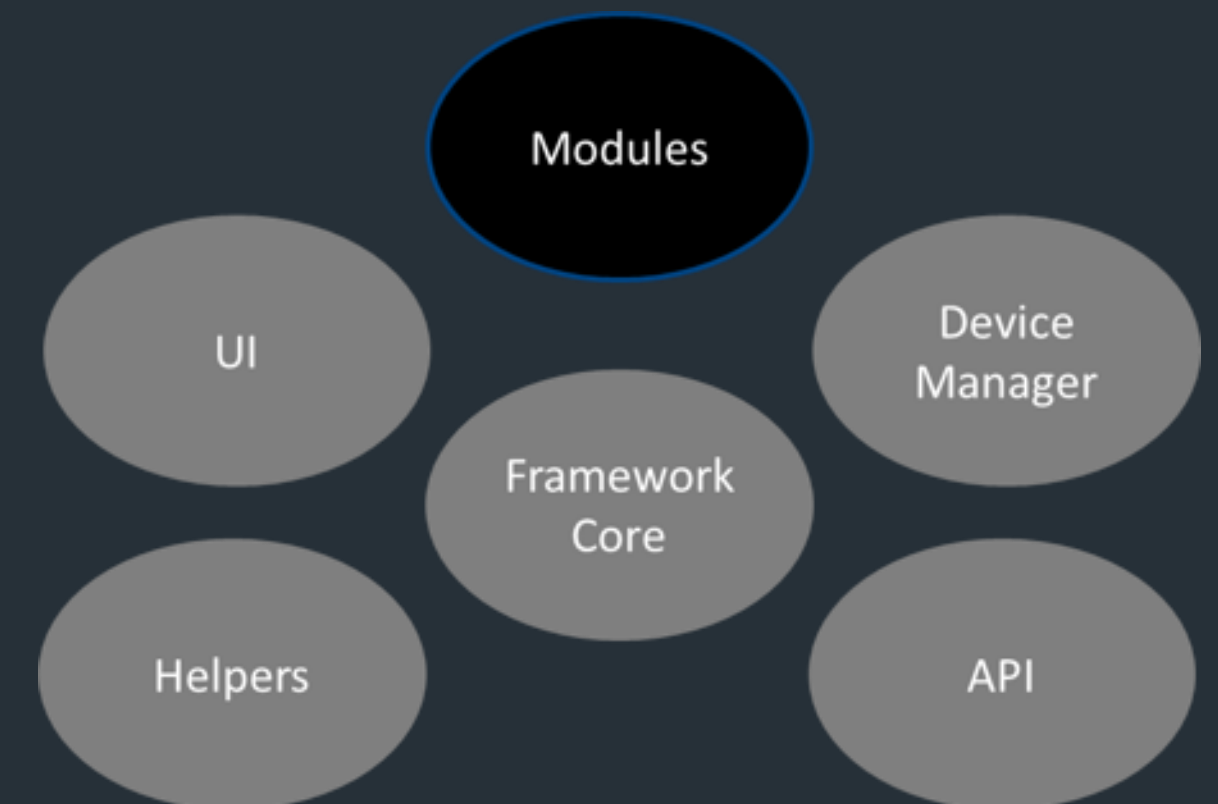 Modules
UI
Device
Manager
Framework
Core
Helpers
API